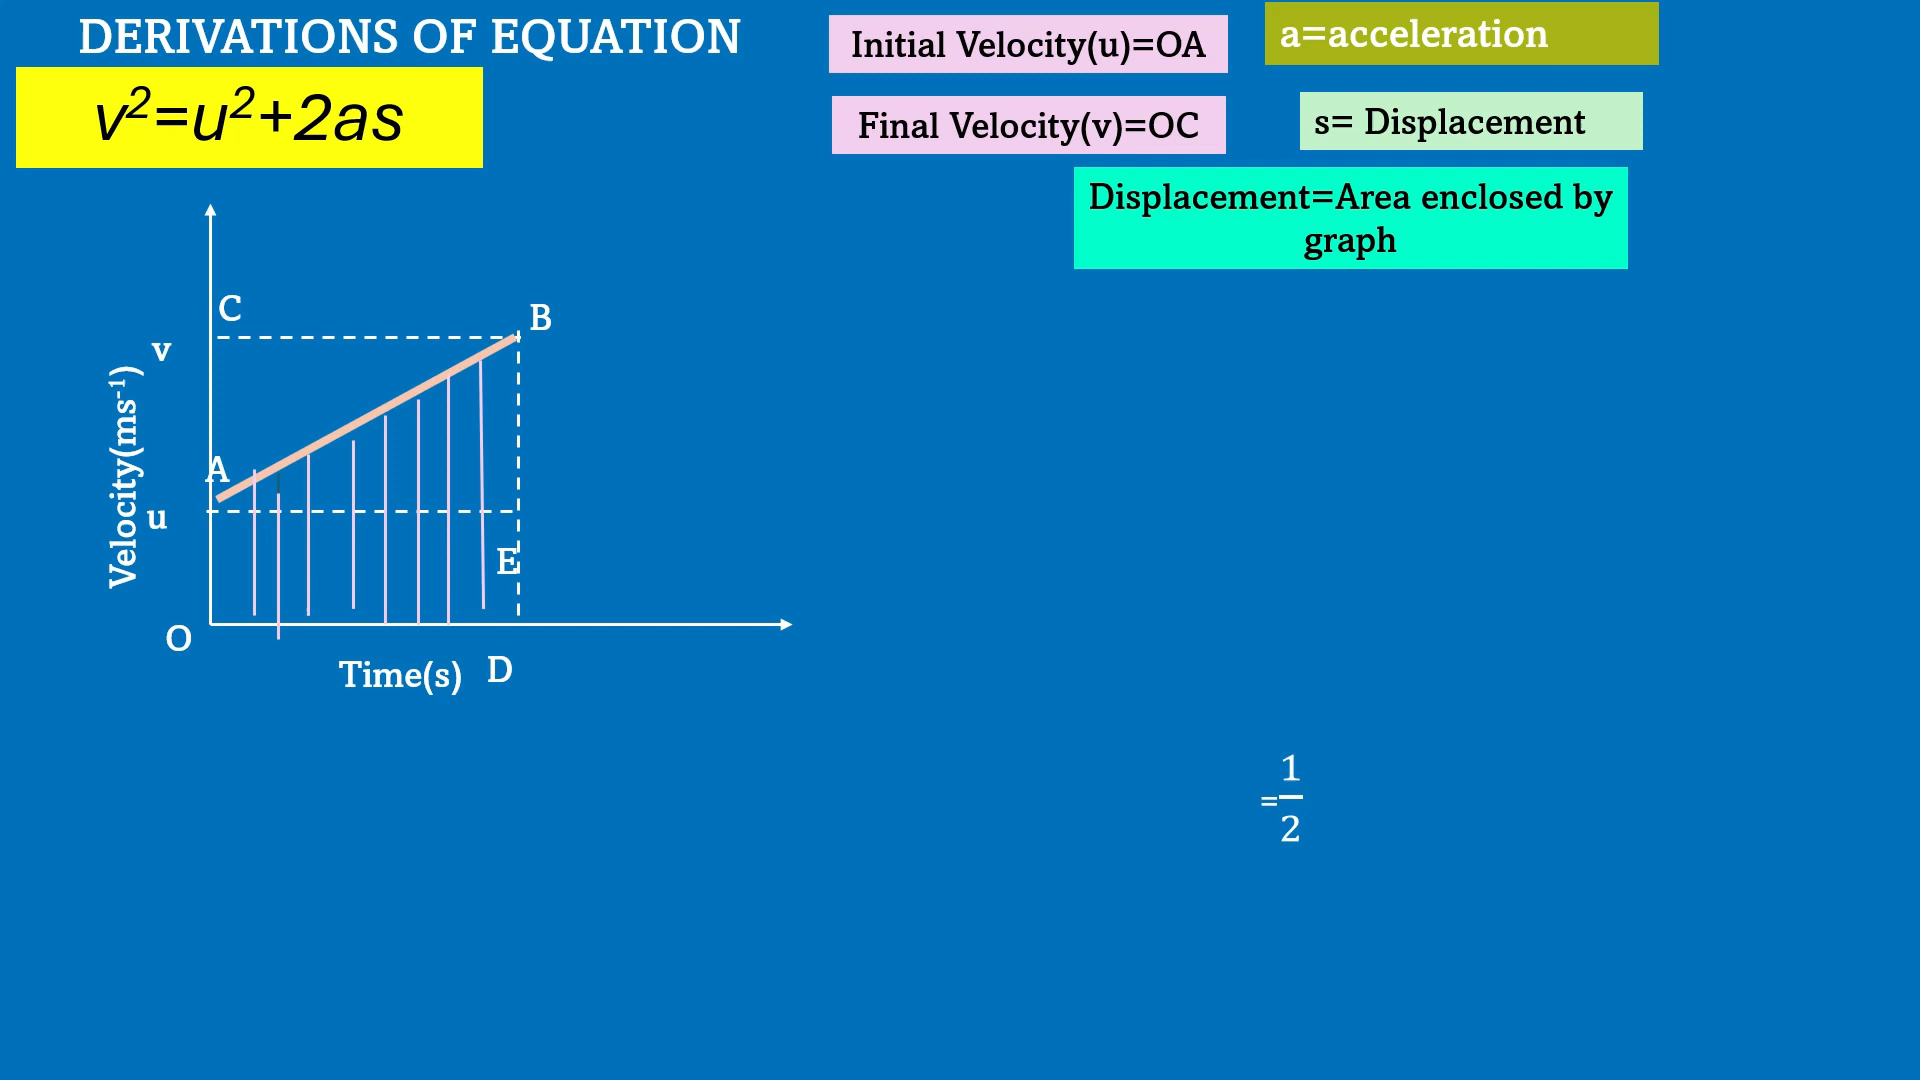 DERIVATIONS OF EQUATION
v²=u²+2as
Initial Velocity(u)=OA
a=acceleration
Final Velocity(v)=OC
s= Displacement
Displacement=Area enclosed by
graph
C
B
v
Velocity(ms⁻¹)
A
u
E
O
Time(s)
D
=1/2